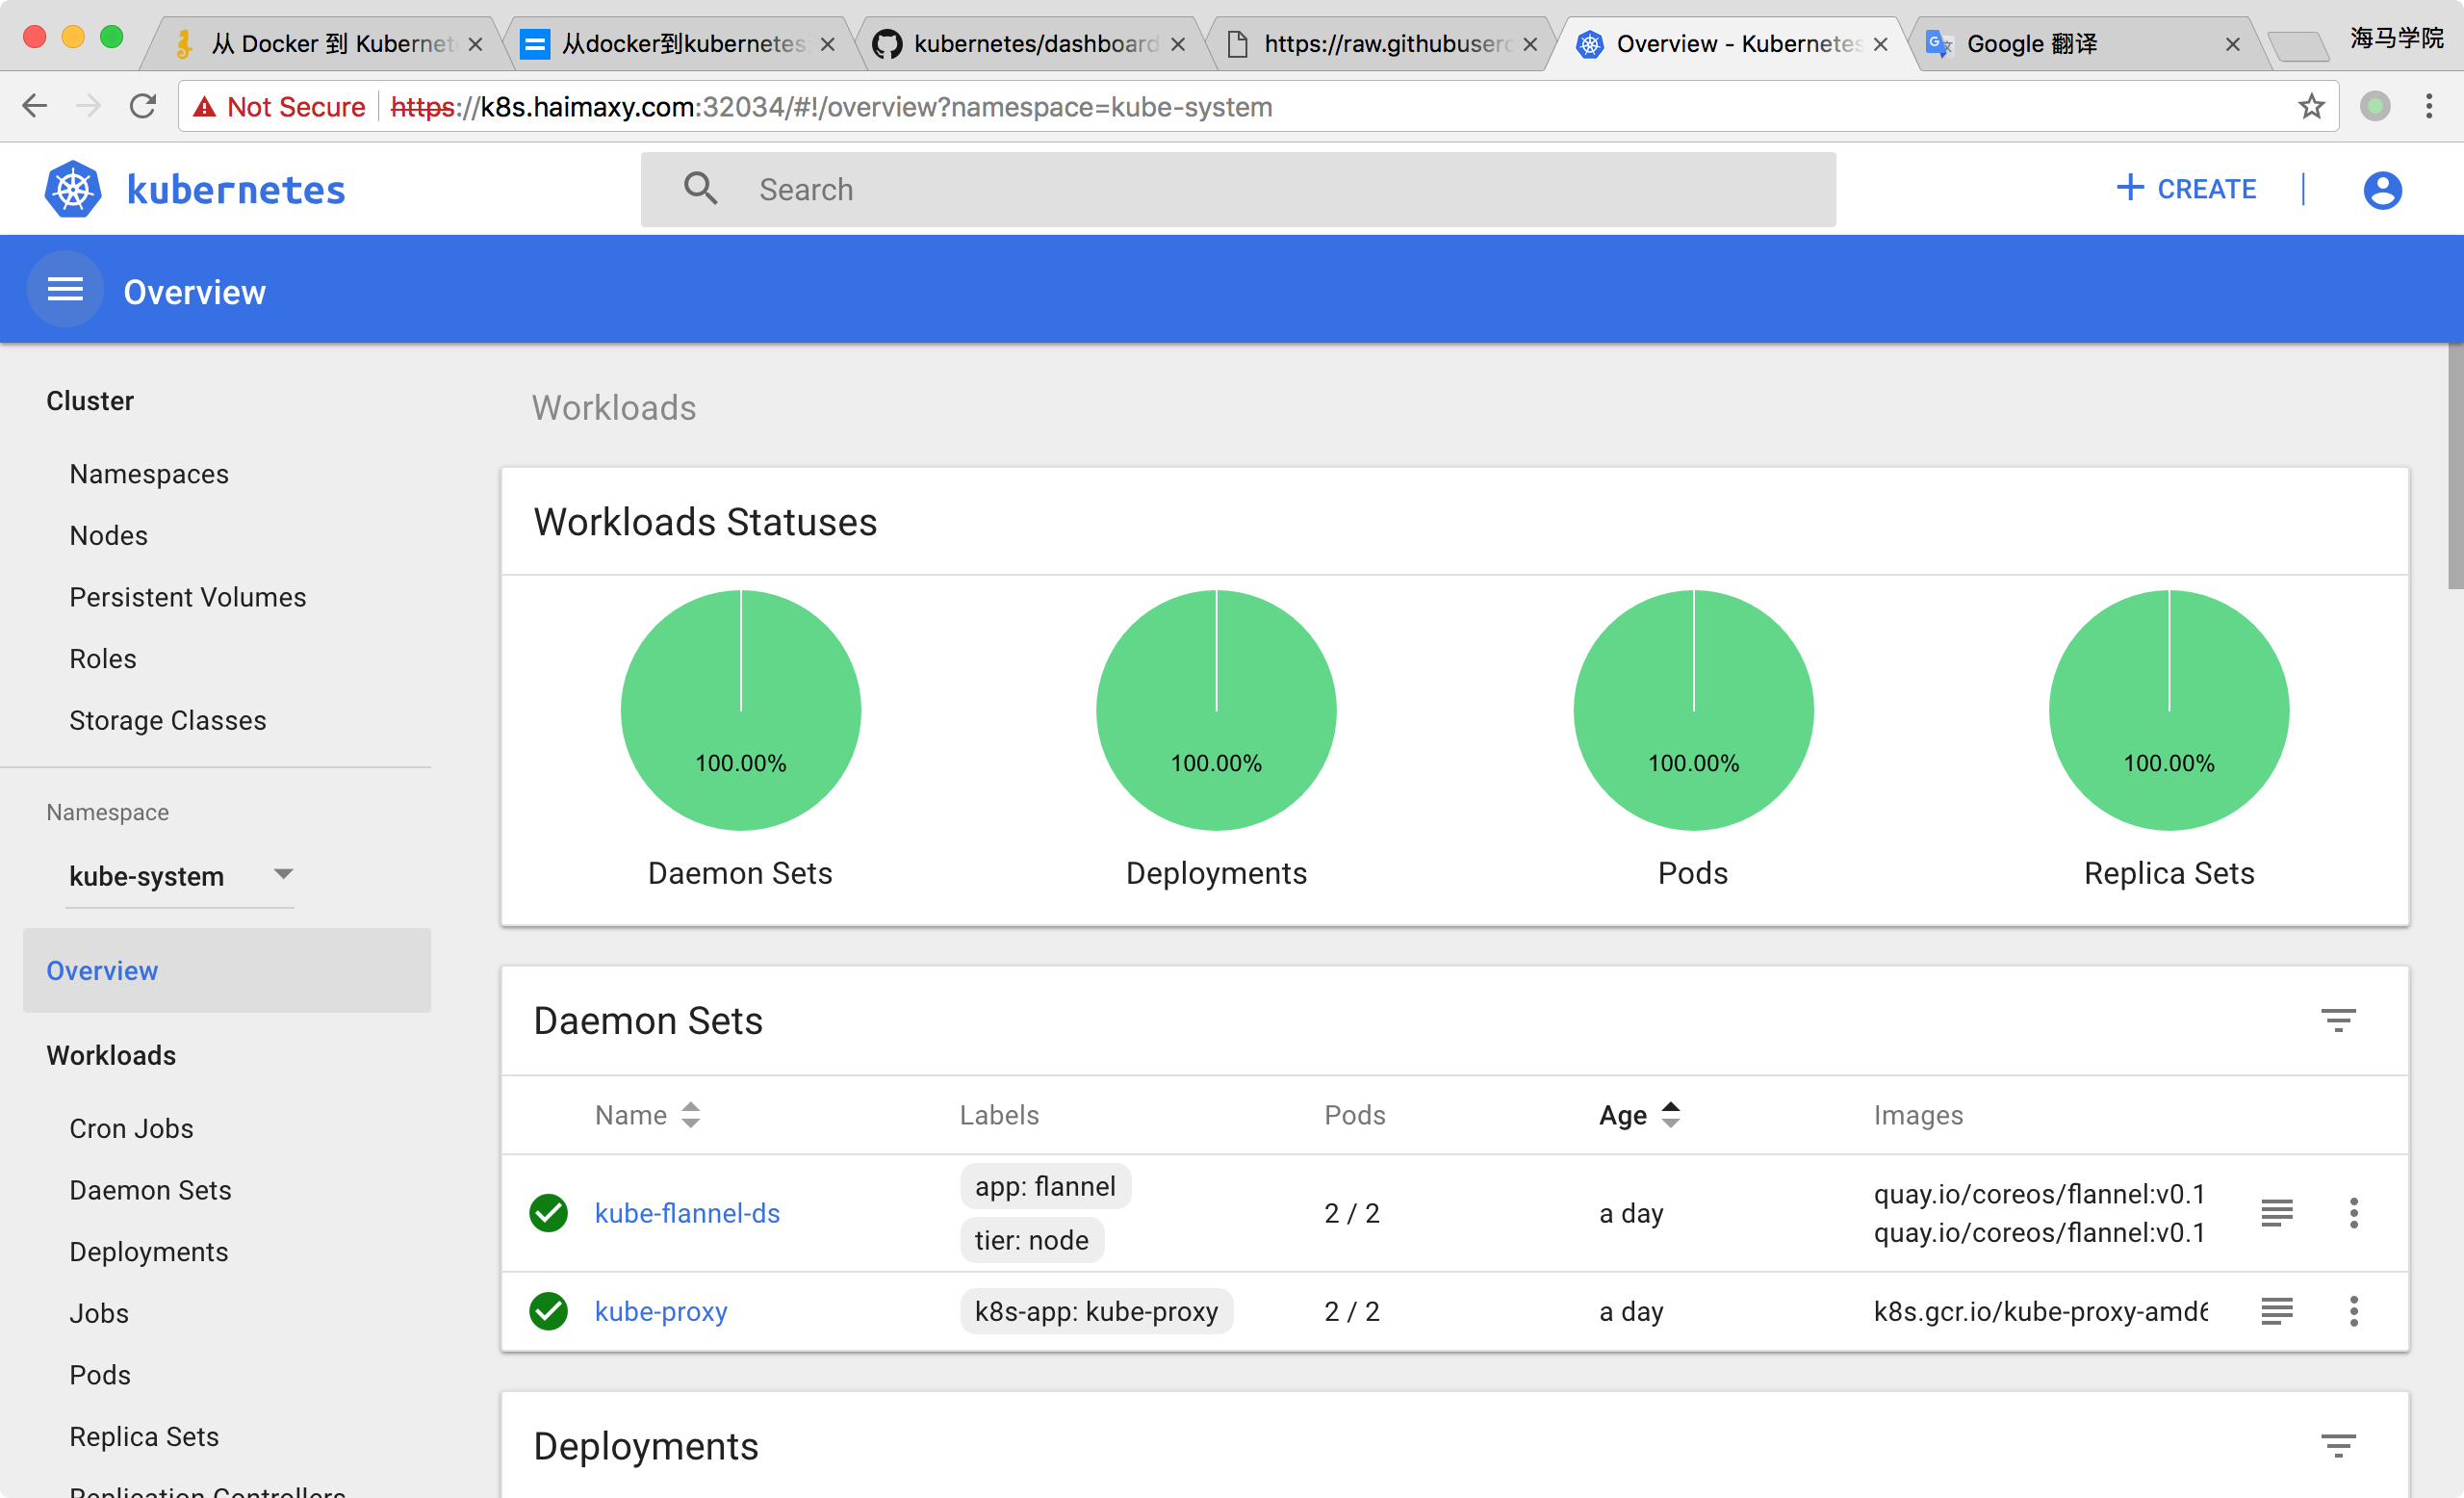 从 Docker 到 Kubernet
从docker到kubernetes
kubernetes/dashboard
https://raw.githubuserc
Overview - Kubernetes
Google 翻译
海马学院
Not Secure
https://k8s.haimaxy.com:32034/#!/overview?namespace=kube-system
kubernetes
Search
+ CREATE
Overview
Cluster
Namespaces
Nodes
Persistent Volumes
Roles
Storage Classes
Namespace
kube-system
Overview
Workloads
Cron Jobs
Daemon Sets
Deployments
Jobs
Pods
Replica Sets
Replication Controllers
Workloads
Workloads Statuses
100.00% 100.00% 100.00% 100.00%
Daemon Sets Deployments Pods Replica Sets
Daemon Sets
Name Labels Pods Age Images
kube-flannel-ds app: flannel 2 / 2 a day quay.io/coreos/flannel:v0.1
tier: node quay.io/coreos/flannel:v0.1
kube-proxy k8s-app: kube-proxy 2 / 2 a day k8s.gcr.io/kube-proxy-amd6
Deployments